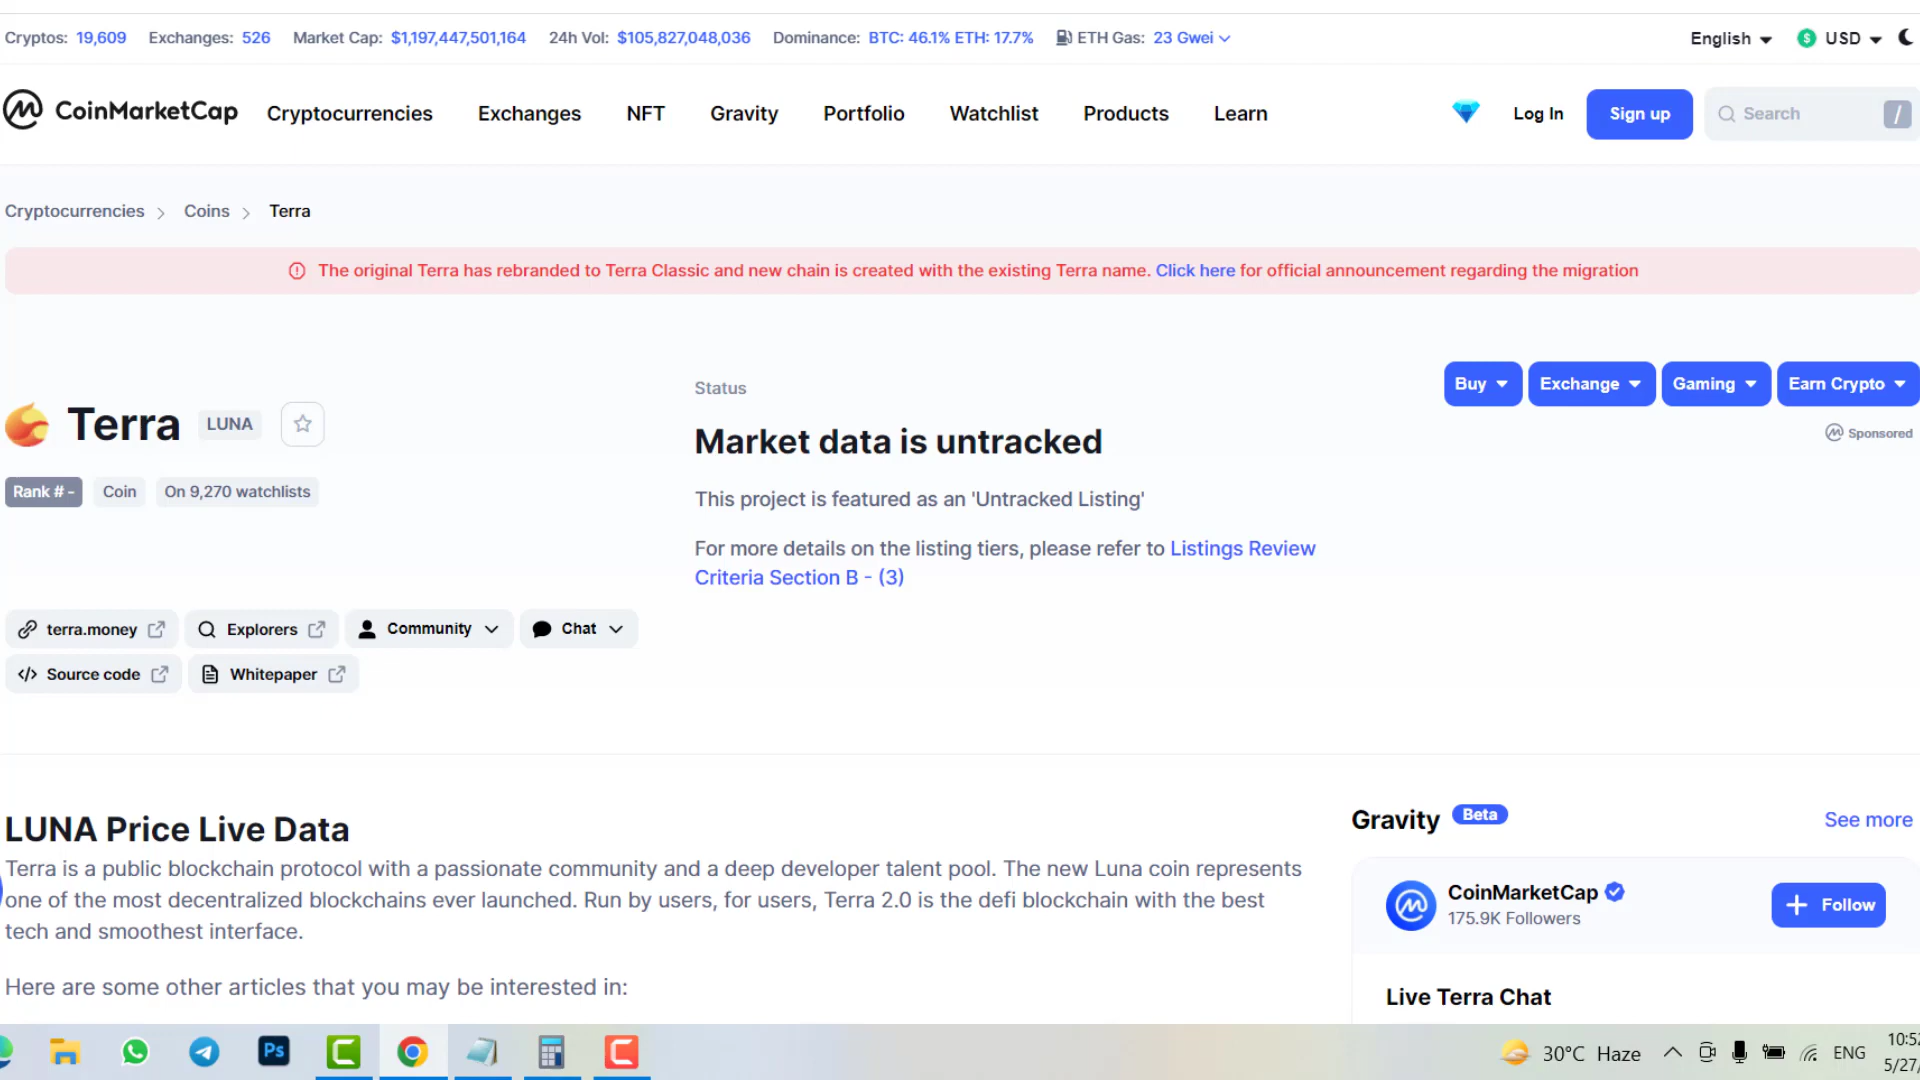 Cryptos: 19,609 Exchanges: 526 Market Cap: $1,197,447,501,164 24h Vol: $105,827,048,036 Dominance: BTC: 46.1% ETH: 17.7% ETH Gas: 23 Gwei English USD
CoinMarketCap Cryptocurrencies Exchanges NFT Gravity Portfolio Watchlist Products Learn Log In Sign up Search /
Cryptocurrencies Coins Terra
The original Terra has rebranded to Terra Classic and new chain is created with the existing Terra name. Click here for official announcement regarding the migration
Terra LUNA
Rank # - Coin On 9,270 watchlists
terra.money Explorers Community Chat
Source code Whitepaper
Status
Market data is untracked
This project is featured as an 'Untracked Listing'
For more details on the listing tiers, please refer to Listings Review
Criteria Section B - (3)
Buy Exchange Gaming Earn Crypto
Sponsored
LUNA Price Live Data
Terra is a public blockchain protocol with a passionate community and a deep developer talent pool. The new Luna coin represents
one of the most decentralized blockchains ever launched. Run by users, for users, Terra 2.0 is the defi blockchain with the best
tech and smoothest interface.
Here are some other articles that you may be interested in:
Gravity Beta See more
CoinMarketCap
175.9K Followers
Follow
Live Terra Chat
Ps
30°C Haze ENG
10:52
5/27/